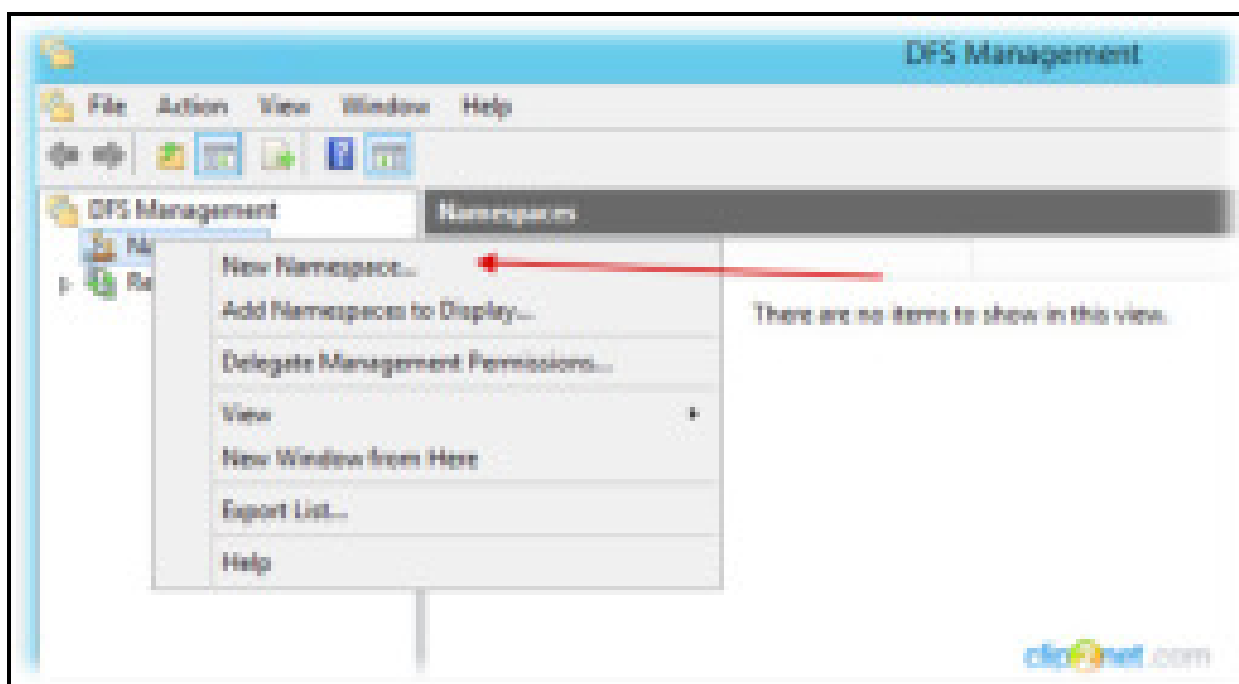 DFS Management
File Action View Window Help
DFS Management
Namespaces
New Namespace...
Add Namespaces to Display...
There are no items to show in this view.
Delegate Management Permissions...
View
New Window from Here
Export List...
Help
clip2net.com